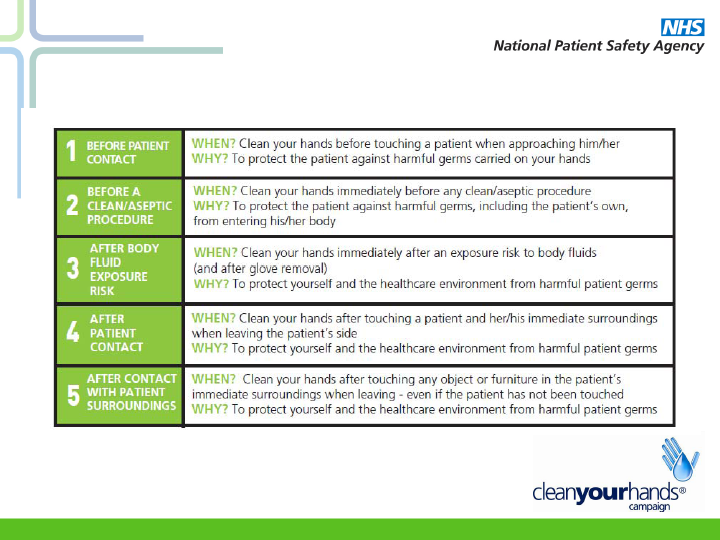 NHS
National Patient Safety Agency
1 BEFORE PATIENT
CONTACT
WHEN? Clean your hands before touching a patient when approaching him/her
WHY? To protect the patient against harmful germs carried on your hands
2 BEFORE A
CLEAN/ASEPTIC
PROCEDURE
WHEN? Clean your hands immediately before any clean/aseptic procedure
WHY? To protect the patient against harmful germs, including the patient's own,
from entering his/her body
3 AFTER BODY
FLUID
EXPOSURE
RISK
WHEN? Clean your hands immediately after an exposure risk to body fluids
(and after glove removal)
WHY? To protect yourself and the healthcare environment from harmful patient germs
4 AFTER
PATIENT
CONTACT
WHEN? Clean your hands after touching a patient and her/his immediate surroundings
when leaving the patient's side
WHY? To protect yourself and the healthcare environment from harmful patient germs
5 AFTER CONTACT
WITH PATIENT
SURROUNDINGS
WHEN? Clean your hands after touching any object or furniture in the patient's
immediate surroundings when leaving - even if the patient has not been touched
WHY? To protect yourself and the healthcare environment from harmful patient germs
cleanyourhands®
campaign